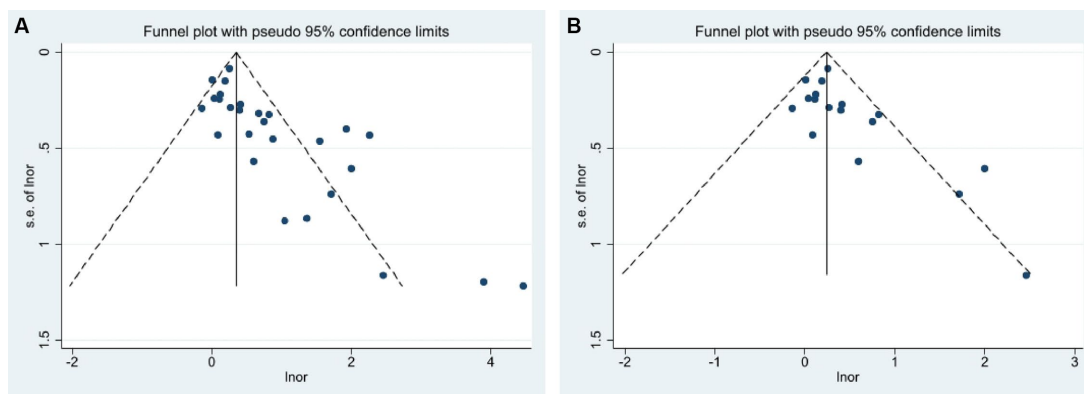 A
Funnel plot with pseudo 95% confidence limits
0
.5
1
1.5
s.e. of lnor
-2
0
2
4
lnor
B
Funnel plot with pseudo 95% confidence limits
0
.5
1
1.5
s.e. of lnor
-2
-1
0
1
2
3
lnor